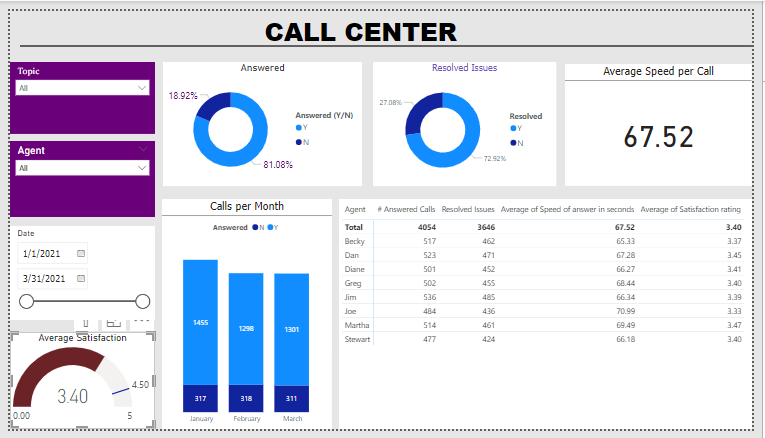 CALL CENTER
Topic
All
Agent
All
Date
1/1/2021
3/31/2021
Average Satisfaction
3.40
4.50
0.00
5
Answered
18.92%
81.08%
Answered (Y/N)
Y
N
Resolved Issues
27.08%
72.92%
Resolved
Y
N
Average Speed per Call
67.52
Calls per Month
Answered N Y
1455 1298 1301
317 318 311
January February March
Agent # Answered Calls Resolved Issues Average of Speed of answer in seconds Average of Satisfaction rating
Total 4054 3646 67.52 3.40
Becky 517 462 65.33 3.37
Dan 523 471 67.28 3.45
Diane 501 452 66.27 3.41
Greg 502 455 68.44 3.40
Jim 536 485 66.34 3.39
Joe 484 436 70.99 3.33
Martha 514 461 69.49 3.47
Stewart 477 424 66.18 3.40